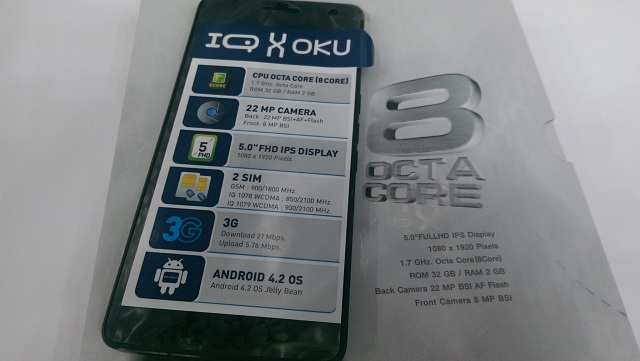 IQ X OKU
8CORE
CPU OCTA CORE [8CORE]
1.7 GHz. Octa Core
ROM 32 GB / RAM 2 GB
22 MP CAMERA
Back: 22 MP BSI+AF+Flash
Front: 8 MP BSI
5" FHD
5.0" FHD IPS DISPLAY
1080 x 1920 Pixels
2 SIM
GSM : 900/1800 MHz.
IQ 1078 WCDMA : 850/2100 MHz.
IQ 1079 WCDMA : 900/2100 MHz.
3G
3G
Download 21 Mbps.
Upload 5.76 Mbps.
ANDROID 4.2 OS
Android 4.2 OS Jelly Bean
8
OCTA
CORE
5.0"FULLHD IPS Display
1080 x 1920 Pixels
1.7 GHz. Octa Core(8Core)
ROM 32 GB / RAM 2 GB
Back Camera 22 MP BSI AF Flash
Front Camera 8 MP BSI